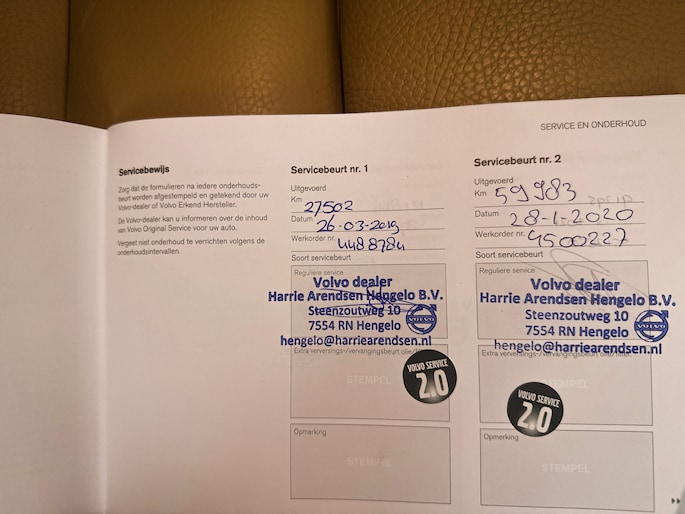 SERVICE EN ONDERHOUD
Servicebewijs
Zorg dat de formulieren na iedere onderhouds-
beurt worden afgestempeld en getekend door uw
Volvo-dealer of Volvo Erkend Hersteller.
De Volvo-dealer kan u informeren over de inhoud
van Volvo Original Service voor uw auto.
Vergeet niet onderhoud te verrichten volgens de
onderhoudsintervallen.
Servicebeurt nr. 1
Uitgevoerd
Km 27502
Datum 26-03-2019
Werkorder nr. 4488784
Soort servicebeurt
Reguliere service
Volvo dealer
Harrie Arendsen Hengelo B.V.
Steenzoutweg 10
7554 RN Hengelo
VOLVO
hengelo@harriearendsen.nl
Extra verversings-/vervangingsbeurt olie/
STEMPEL
VOLVO SERVICE
2.0
Opmerking
STEMPEL
Servicebeurt nr. 2
Uitgevoerd
Km 59983
Datum 28-1-2020
Werkorder nr. 9500227
Soort servicebeurt
Reguliere service
Volvo dealer
Harrie Arendsen Hengelo B.V.
Steenzoutweg 10
7554 RN Hengelo
VOLVO
hengelo@harriearendsen.nl
Extra verversings-/vervangingsbeurt olie/
VOLVO SERVICE
2.0
Opmerking
STEMPEL